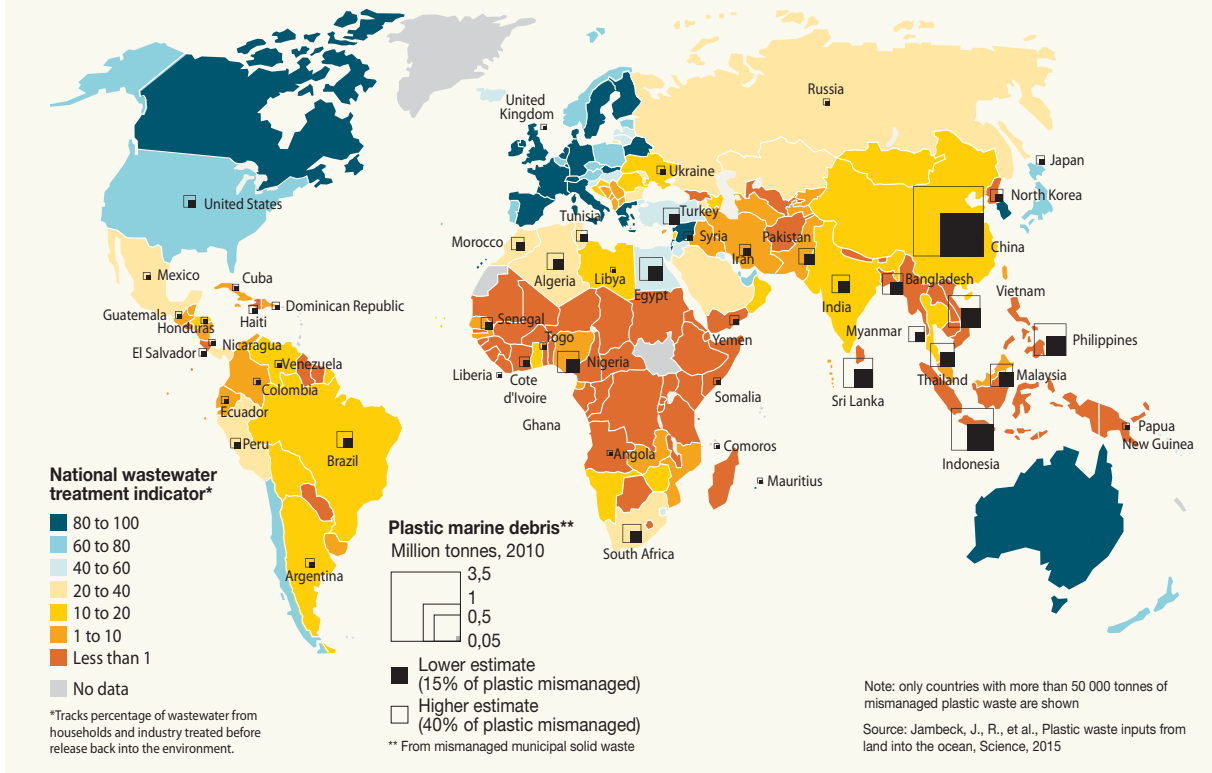 Russia
United
Kingdom
Japan
Ukraine
North Korea
United States
Turkey
Tunisia
Morocco
Syria
Pakistan
China
Iran
Mexico
Cuba
Algeria
Libya
Egypt
Bangladesh
Vietnam
Dominican Republic
India
Guatemala
Honduras
Haiti
Senegal
Myanmar
Nicaragua
Togo
Yemen
Philippines
El Salvador
Venezuela
Nigeria
Liberia
Cote
d'Ivoire
Thailand
Malaysia
Colombia
Somalia
Sri Lanka
Ecuador
Ghana
Papua
New Guinea
Peru
Angola
Comoros
Brazil
Indonesia
Mauritius
South Africa
Argentina
National wastewater
treatment indicator*
80 to 100
60 to 80
40 to 60
20 to 40
10 to 20
1 to 10
Less than 1
No data
*Tracks percentage of wastewater from
households and industry treated before
release back into the environment.
Plastic marine debris**
Million tonnes, 2010
3,5
1
0,5
0,05
Lower estimate
(15% of plastic mismanaged)
Higher estimate
(40% of plastic mismanaged)
** From mismanaged municipal solid waste
Note: only countries with more than 50 000 tonnes of
mismanaged plastic waste are shown
Source: Jambeck, J., R., et al., Plastic waste inputs from
land into the ocean, Science, 2015